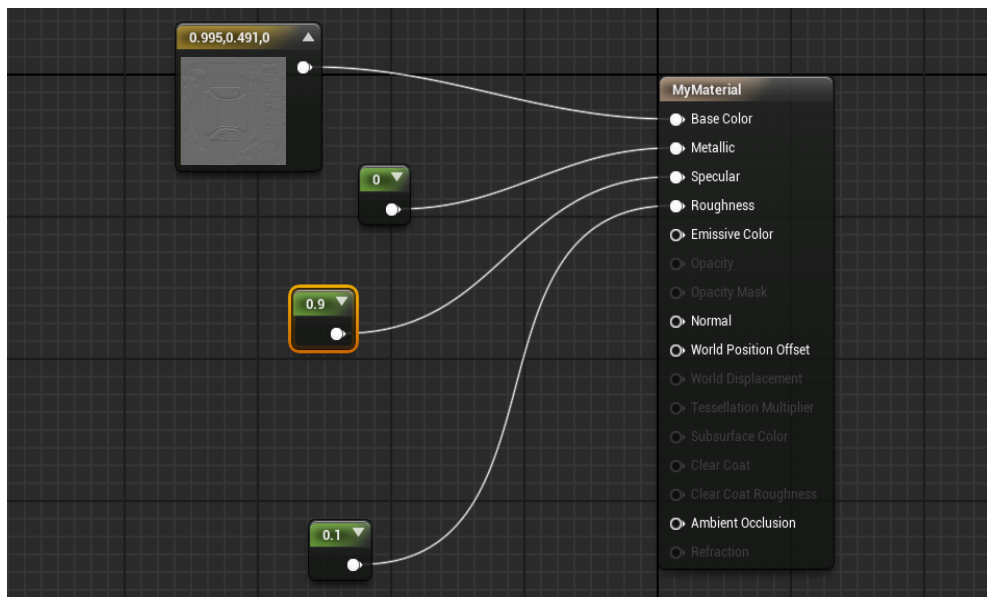 0.995,0.491,0
MyMaterial
Base Color
Metallic
0
Specular
Roughness
Emissive Color
Opacity
Opacity Mask
0.9
Normal
World Position Offset
World Displacement
Tessellation Multiplier
Subsurface Color
Clear Coat
Clear Coat Roughness
Ambient Occlusion
0.1
Refraction